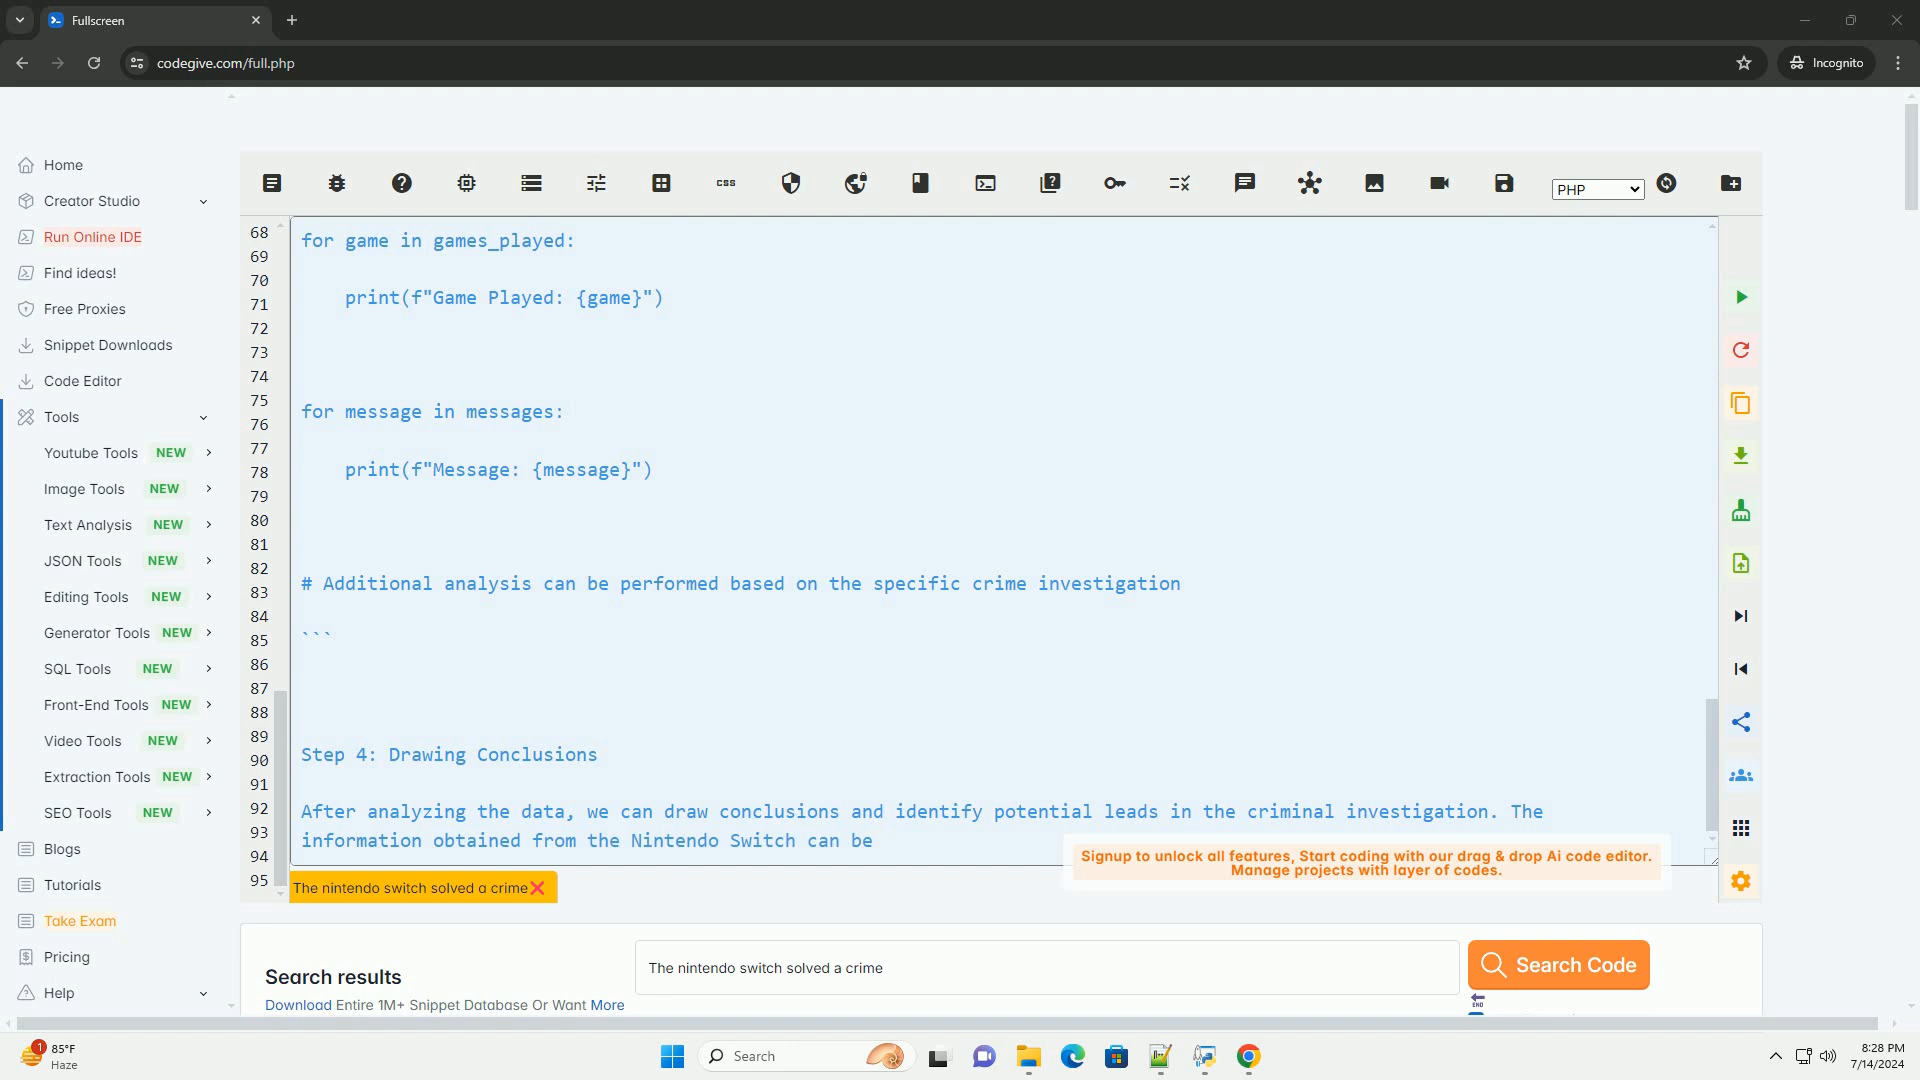 Fullscreen
codegive.com/full.php
Incognito
Home
Creator Studio
Run Online IDE
Find ideas!
Free Proxies
Snippet Downloads
Code Editor
Tools
Youtube Tools NEW
Image Tools NEW
Text Analysis NEW
JSON Tools NEW
Editing Tools NEW
Generator Tools NEW
SQL Tools NEW
Front-End Tools NEW
Video Tools NEW
Extraction Tools NEW
SEO Tools NEW
Blogs
Tutorials
Take Exam
Pricing
Help
css
PHP
68
69
70
71
72
73
74
75
76
77
78
79
80
81
82
83
84
85
86
87
88
89
90
91
92
93
94
95
for game in games_played:
print(f"Game Played: {game}")
for message in messages:
print(f"Message: {message}")
# Additional analysis can be performed based on the specific crime investigation
```
Step 4: Drawing Conclusions
After analyzing the data, we can draw conclusions and identify potential leads in the criminal investigation. The
information obtained from the Nintendo Switch can be
Signup to unlock all features, Start coding with our drag & drop Ai code editor.
Manage projects with layer of codes.
The nintendo switch solved a crime
Search results
The nintendo switch solved a crime
Search Code
Download Entire 1M+ Snippet Database Or Want More
END
1
85°F
Haze
Search
8:28 PM
7/14/2024